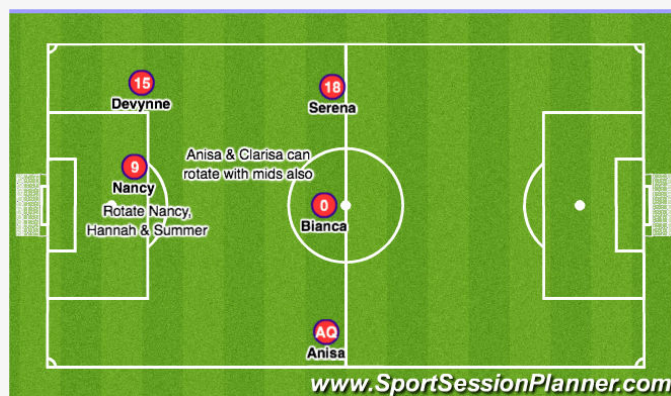 15
Devynne
18
Serena
Anisa & Clarisa can
rotate with mids also
9
Nancy
Rotate Nancy,
Hannah & Summer
0
Bianca
AQ
Anisa
www.SportSessionPlanner.com